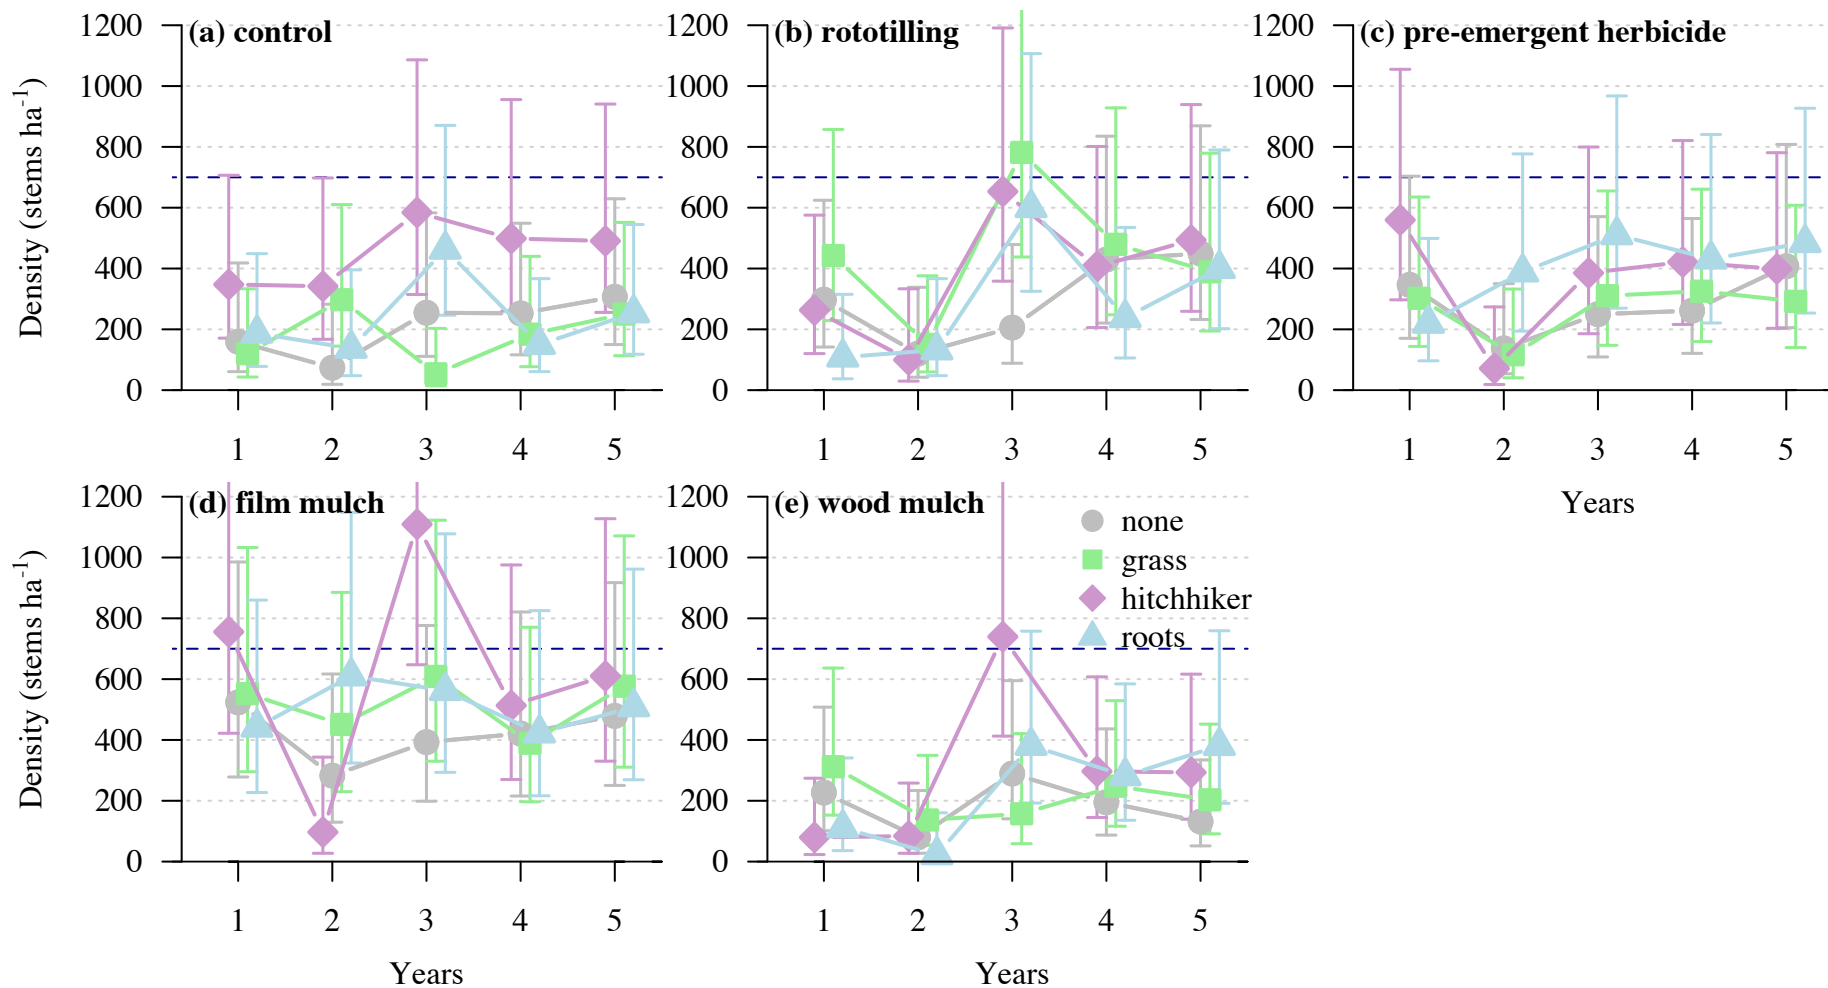 (a) control
(b) rototilling
(c) pre-emergent herbicide
Density (stems ha⁻¹)
1200
1000
800
600
400
200
0
1200
1000
800
600
400
200
0
1200
1000
800
600
400
200
0
1 2 3 4 5
1 2 3 4 5
1 2 3 4 5
Years
(d) film mulch
(e) wood mulch
Density (stems ha⁻¹)
1200
1000
800
600
400
200
0
1200
1000
800
600
400
200
0
none
grass
hitchhiker
roots
1 2 3 4 5
1 2 3 4 5
Years
Years